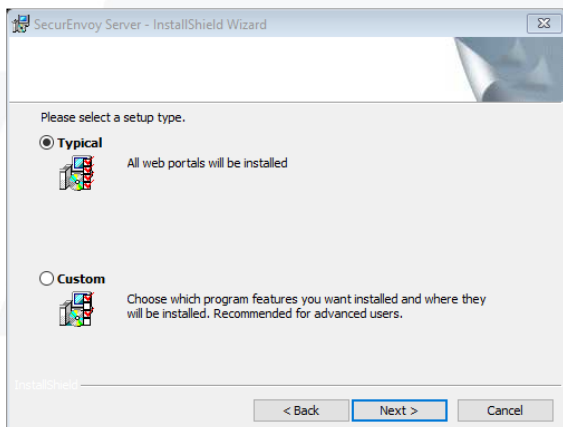 SecurEnvoy Server - InstallShield Wizard
Please select a setup type.
Typical
All web portals will be installed
Custom
Choose which program features you want installed and where they
will be installed. Recommended for advanced users.
InstallShield
< Back
Next >
Cancel